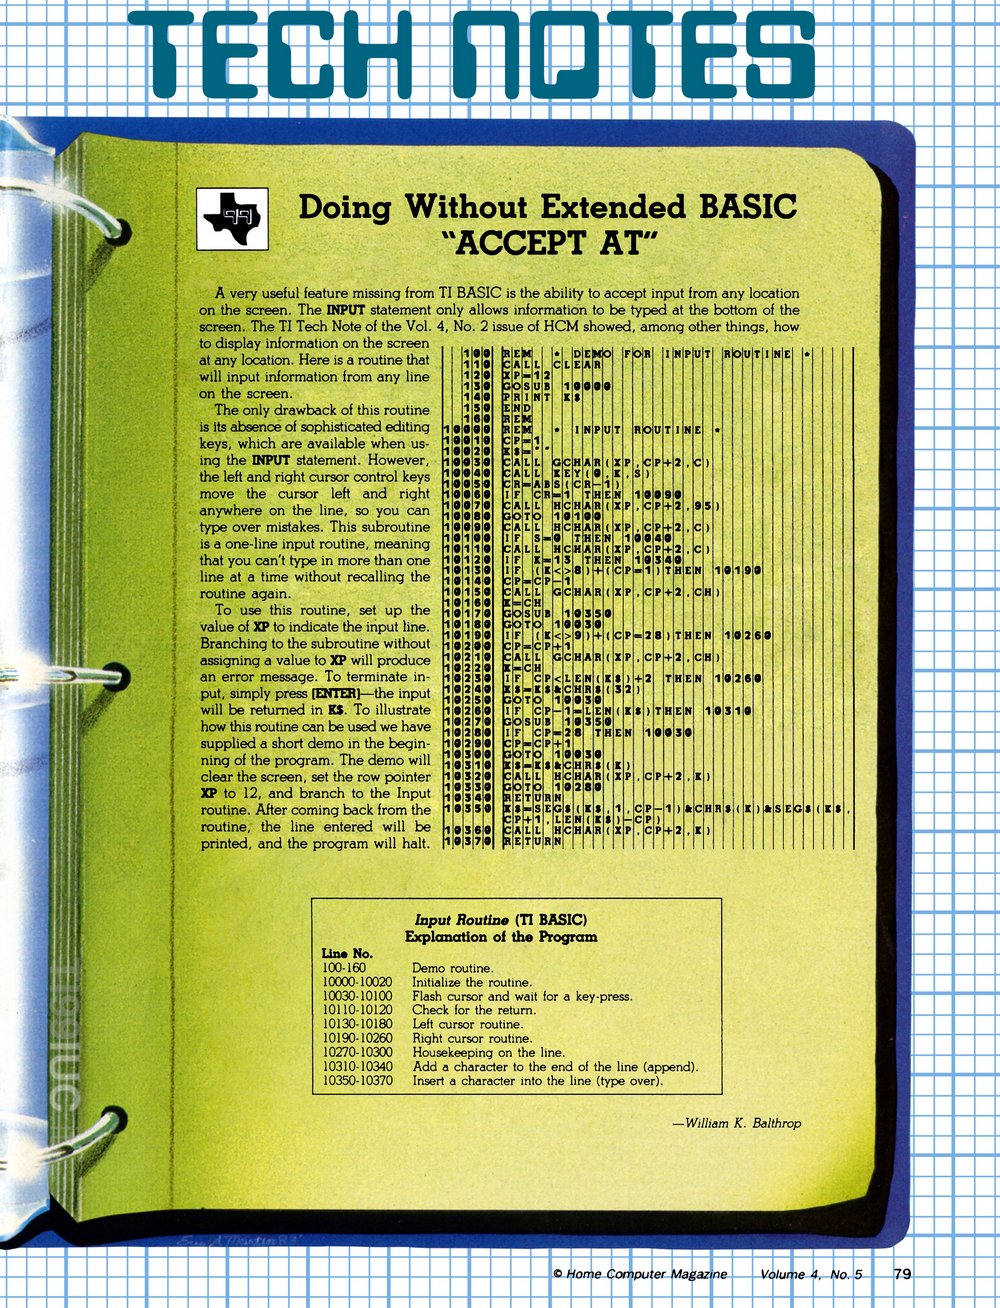 TECH NOTES
Doing Without Extended BASIC
“ACCEPT AT”
A very useful feature missing from TI BASIC is the ability to accept input from any location
on the screen. The INPUT statement only allows information to be typed at the bottom of the
screen. The TI Tech Note of the Vol. 4, No. 2 issue of HCM showed, among other things, how
to display information on the screen
at any location. Here is a routine that
will input information from any line
on the screen.
The only drawback of this routine
is its absence of sophisticated editing
keys, which are available when us-
ing the INPUT statement. However,
the left and right cursor control keys
move the cursor left and right
anywhere on the line, so you can
type over mistakes. This subroutine
is a one-line input routine, meaning
that you can't type in more than one
line at a time without recalling the
routine again.
To use this routine, set up the
value of XP to indicate the input line.
Branching to the subroutine without
assigning a value to XP will produce
an error message. To terminate in-
put, simply press [ENTER]—the input
will be returned in K$. To illustrate
how this routine can be used we have
supplied a short demo in the begin-
ning of the program. The demo will
clear the screen, set the row pointer
XP to 12, and branch to the Input
routine. After coming back from the
routine, the line entered will be
printed, and the program will halt.
100 REM * DEMO FOR INPUT ROUTINE *
110 CALL CLEAR
120 XP=12
130 GOSUB 10000
140 PRINT K$
150 END
160 REM
10000 REM * INPUT ROUTINE *
10010 CP=1
10020 K$=""
10030 CALL GCHAR(XP,CP+2,C)
10040 CALL KEY(0,K,S)
10050 CR=ABS(CR-1)
10060 IF CR=1 THEN 10090
10070 CALL HCHAR(XP,CP+2,95)
10080 GOTO 10100
10090 CALL HCHAR(XP,CP+2,C)
10100 IF S=0 THEN 10040
10110 CALL HCHAR(XP,CP+2,C)
10120 IF K=13 THEN 10340
10130 IF (K<>8)+(CP=1)THEN 10190
10140 CP=CP-1
10150 CALL GCHAR(XP,CP+2,CH)
10160 K=CH
10170 GOSUB 10350
10180 GOTO 10030
10190 IF (K<>9)+(CP=28)THEN 10260
10200 CP=CP+1
10210 CALL GCHAR(XP,CP+2,CH)
10220 K=CH
10230 IF CP<LEN(K$)+2 THEN 10260
10240 K$=K$&CHR$(32)
10250 GOTO 10030
10260 IF CP-1=LEN(K$)THEN 10310
10270 GOSUB 10350
10280 IF CP=28 THEN 10030
10290 CP=CP+1
10300 GOTO 10030
10310 K$=K$&CHR$(K)
10320 CALL HCHAR(XP,CP+2,K)
10330 GOTO 10280
10340 RETURN
10350 K$=SEG$(K$,1,CP-1)&CHR$(K)&SEG$(K$,
CP+1,LEN(K$)-CP)
10360 CALL HCHAR(XP,CP+2,K)
10370 RETURN
Input Routine (TI BASIC)
Explanation of the Program
Line No.
100-160 Demo routine.
10000-10020 Initialize the routine.
10030-10100 Flash cursor and wait for a key-press.
10110-10120 Check for the return.
10130-10180 Left cursor routine.
10190-10260 Right cursor routine.
10270-10300 Housekeeping on the line.
10310-10340 Add a character to the end of the line (append).
10350-10370 Insert a character into the line (type over).
—William K. Balthrop
© Home Computer Magazine Volume 4, No. 5 79